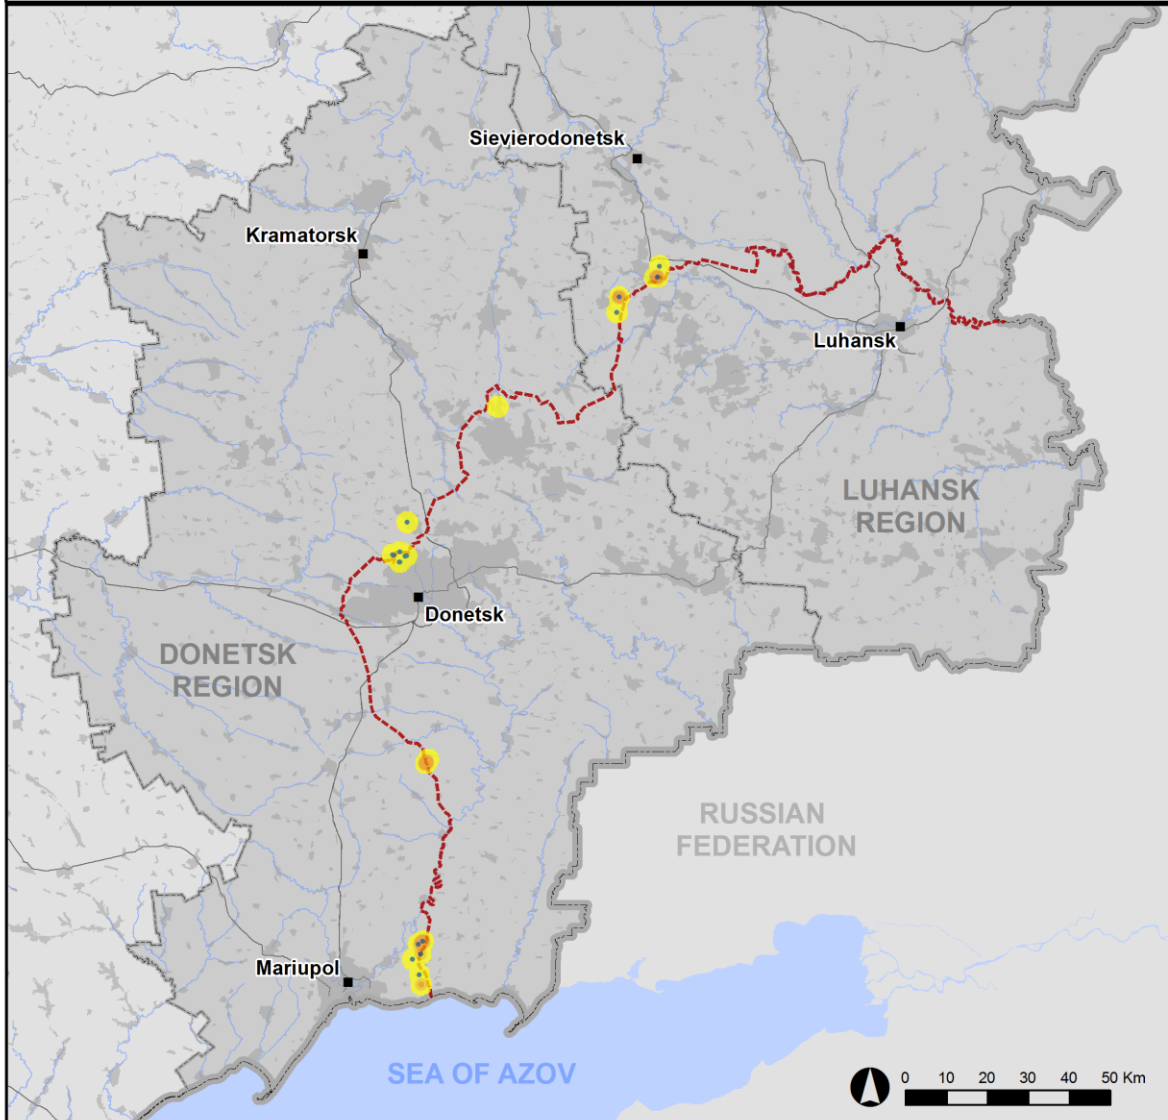 Sievierodonetsk
Kramatorsk
Luhansk
LUHANSK
REGION
Donetsk
DONETSK
REGION
RUSSIAN
FEDERATION
Mariupol
SEA OF AZOV
0 10 20 30 40 50 Km